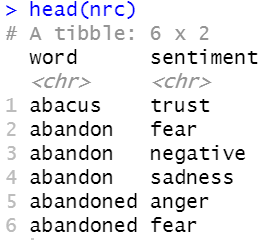 > head(nrc)
# A tibble: 6 x 2
word sentiment
<chr> <chr>
1 abacus trust
2 abandon fear
3 abandon negative
4 abandon sadness
5 abandoned anger
6 abandoned fear